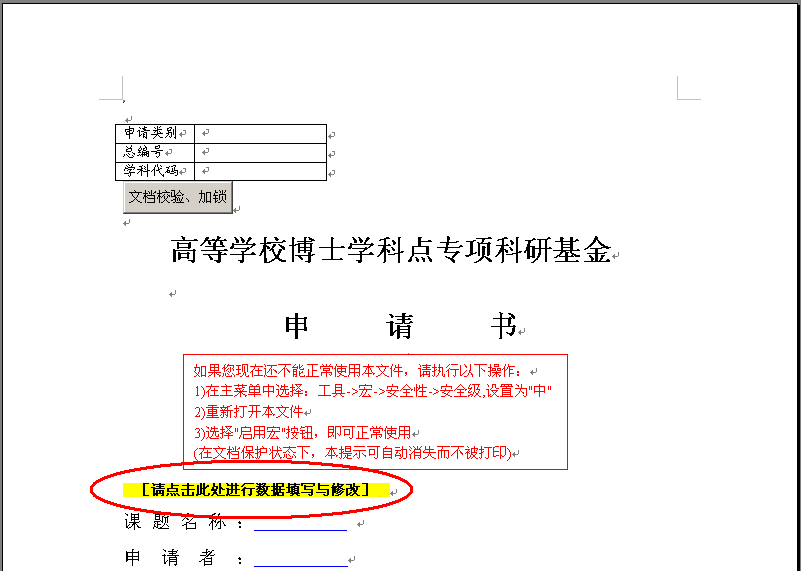 申请类别
总编号
学科代码
文档校验、加锁
高等学校博士学科点专项科研基金
申 请 书
如果您现在还不能正常使用本文件，请执行以下操作：
1)在主菜单中选择：工具->宏->安全性->安全级,设置为"中"
2)重新打开本文件
3)选择"启用宏"按钮，即可正常使用
(在文档保护状态下，本提示可自动消失而不被打印)
［请点击此处进行数据填写与修改］
课 题 名 称 ：
申 请 者 ：